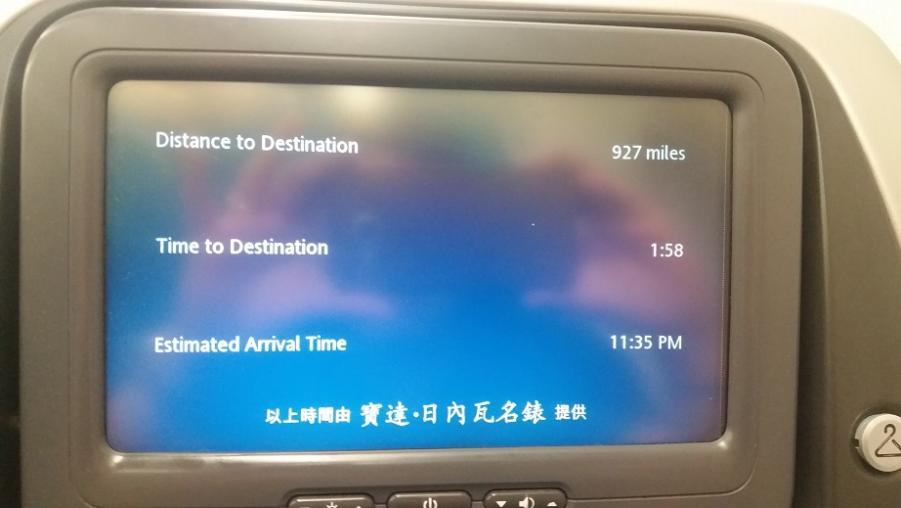 Distance to Destination 927 miles
Time to Destination 1:58
Estimated Arrival Time 11:35 PM
以上時間由 寶達·日內瓦名錶 提供